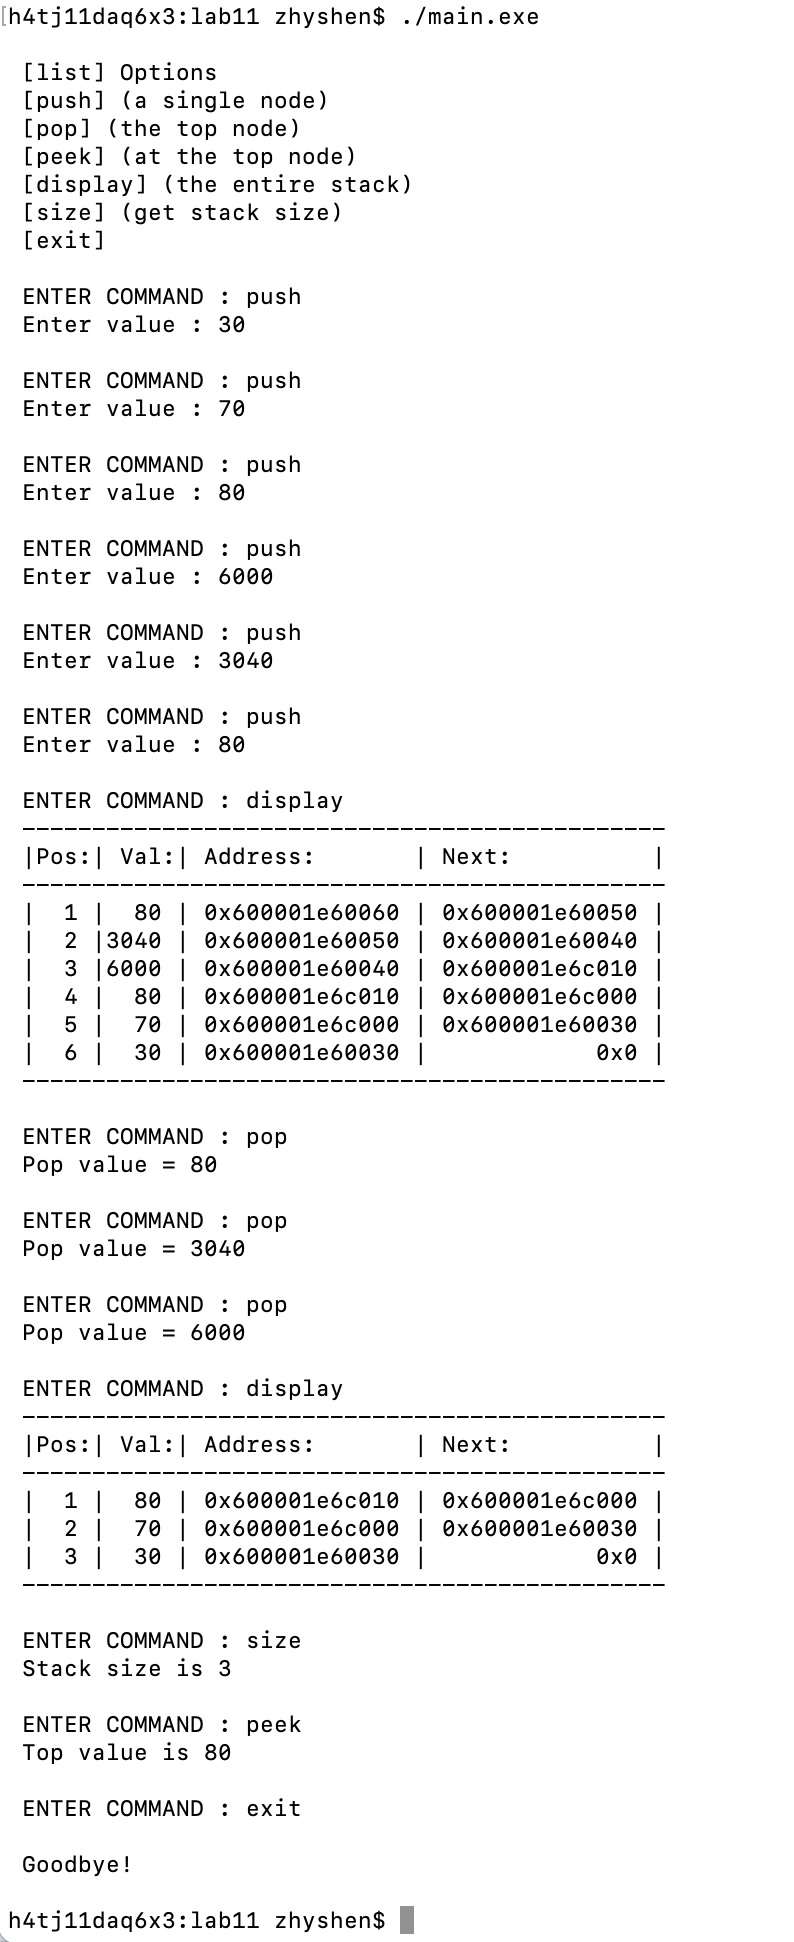 [h4tj11daq6x3:lab11 zhyshen$ ./main.exe
[list] Options
[push] (a single node)
[pop] (the top node)
[peek] (at the top node)
[display] (the entire stack)
[size] (get stack size)
[exit]
ENTER COMMAND : push
Enter value : 30
ENTER COMMAND : push
Enter value : 70
ENTER COMMAND : push
Enter value : 80
ENTER COMMAND : push
Enter value : 6000
ENTER COMMAND : push
Enter value : 3040
ENTER COMMAND : push
Enter value : 80
ENTER COMMAND : display
----------------------------------------------
|Pos:| Val:| Address:       | Next:          |
----------------------------------------------
|  1 |  80 | 0x600001e60060 | 0x600001e60050 |
|  2 |3040 | 0x600001e60050 | 0x600001e60040 |
|  3 |6000 | 0x600001e60040 | 0x600001e6c010 |
|  4 |  80 | 0x600001e6c010 | 0x600001e6c000 |
|  5 |  70 | 0x600001e6c000 | 0x600001e60030 |
|  6 |  30 | 0x600001e60030 |            0x0 |
----------------------------------------------
ENTER COMMAND : pop
Pop value = 80
ENTER COMMAND : pop
Pop value = 3040
ENTER COMMAND : pop
Pop value = 6000
ENTER COMMAND : display
----------------------------------------------
|Pos:| Val:| Address:       | Next:          |
----------------------------------------------
|  1 |  80 | 0x600001e6c010 | 0x600001e6c000 |
|  2 |  70 | 0x600001e6c000 | 0x600001e60030 |
|  3 |  30 | 0x600001e60030 |            0x0 |
----------------------------------------------
ENTER COMMAND : size
Stack size is 3
ENTER COMMAND : peek
Top value is 80
ENTER COMMAND : exit
Goodbye!
h4tj11daq6x3:lab11 zhyshen$